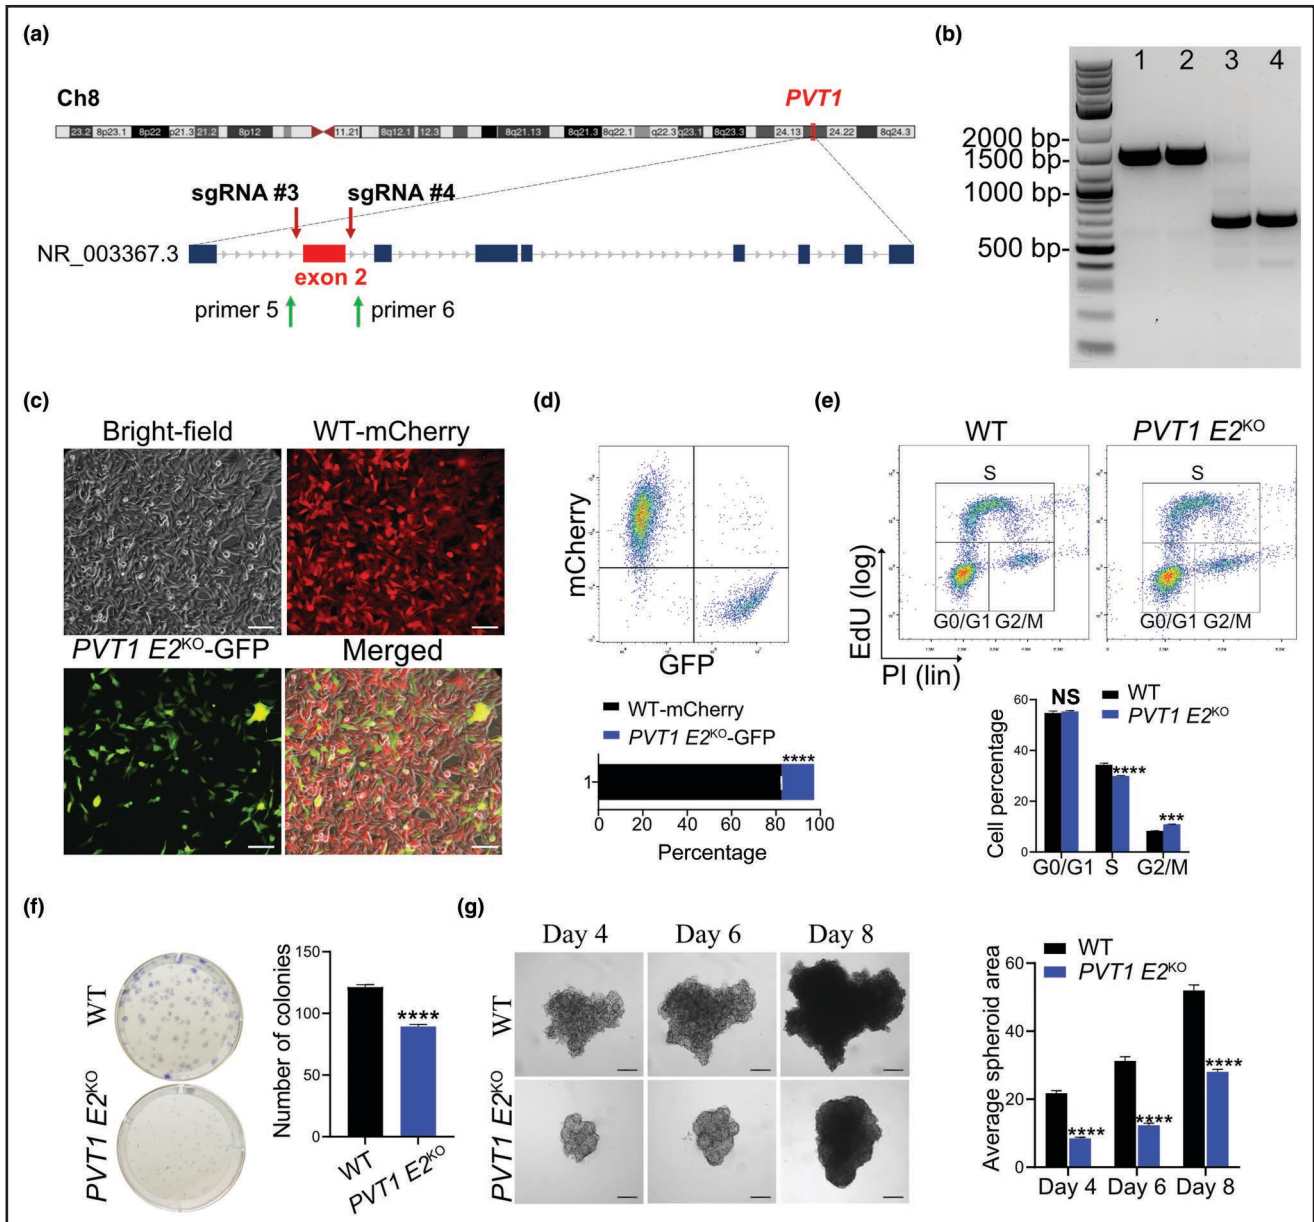 (a)
Ch8
PVT1
23.2 8p23.1 8p22 p21.3 21.2 8p12 11.21 8q12.1 12.3 8q21.13 8q21.3 8q22.1 q22.3 q23.1 8q23.3 24.13 24.22 8q24.3
sgRNA #3 sgRNA #4
NR_003367.3
exon 2
primer 5 primer 6
(b)
1 2 3 4
2000 bp-
1500 bp-
1000 bp-
500 bp-
(c)
Bright-field WT-mCherry
PVT1 E2KO-GFP Merged
(d)
mCherry
GFP
WT-mCherry
PVT1 E2KO-GFP
****
1
0 20 40 60 80 100
Percentage
(e)
WT PVT1 E2KO
S S
G0/G1 G2/M G0/G1 G2/M
EdU (log)
PI (lin)
WT
PVT1 E2KO
NS
****
***
Cell percentage
60
40
20
0
G0/G1 S G2/M
(f)
WT
PVT1 E2KO
Number of colonies
150
100
50
0
****
WT PVT1 E2KO
(g)
Day 4 Day 6 Day 8
WT
PVT1 E2KO
WT
PVT1 E2KO
Average spheroid area
60
40
20
0
****
****
****
Day 4 Day 6 Day 8